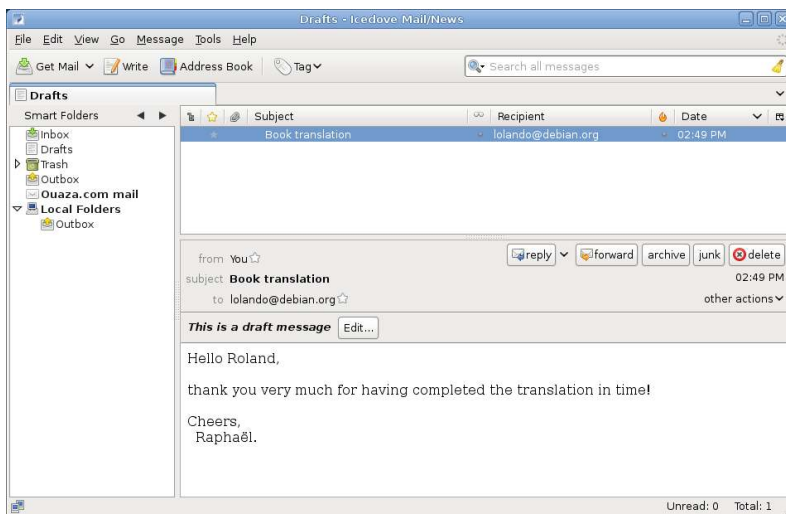 Drafts - Icedove Mail/News
File Edit View Go Message Tools Help
Get Mail Write Address Book Tag Search all messages
Drafts
Smart Folders Subject Recipient Date
Book translation lolando@debian.org 02:49 PM
Inbox
Drafts
Trash
Outbox
Ouaza.com mail
Local Folders
Outbox
from You reply forward archive junk delete
subject Book translation 02:49 PM
to lolando@debian.org other actions
This is a draft message Edit...
Hello Roland,
thank you very much for having completed the translation in time!
Cheers,
Raphaël.
Unread: 0 Total: 1